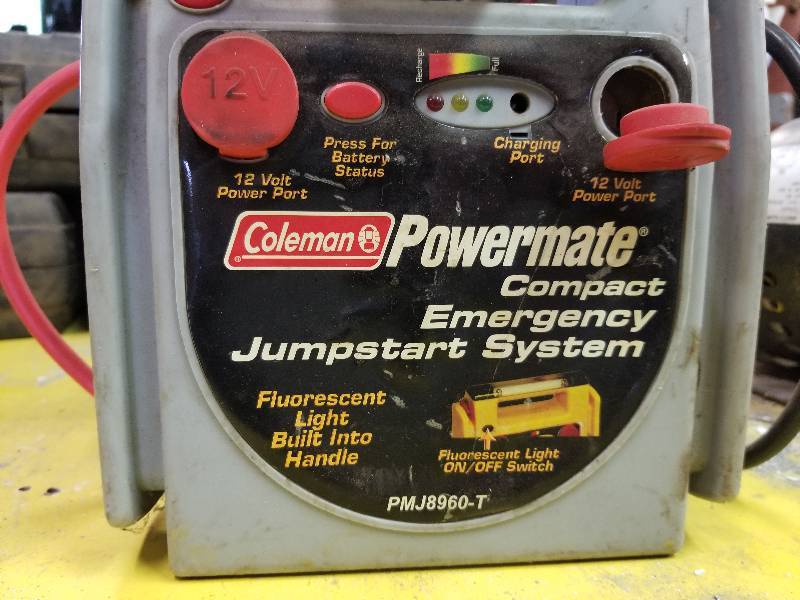 12V
Recharge
Full
Press For
Battery
Status
Charging
Port
12 Volt
Power Port
12 Volt
Power Port
Coleman Powermate®
Compact
Emergency
Jumpstart System
Fluorescent
Light
Built Into
Handle
Fluorescent Light
ON/OFF Switch
PMJ8960-T